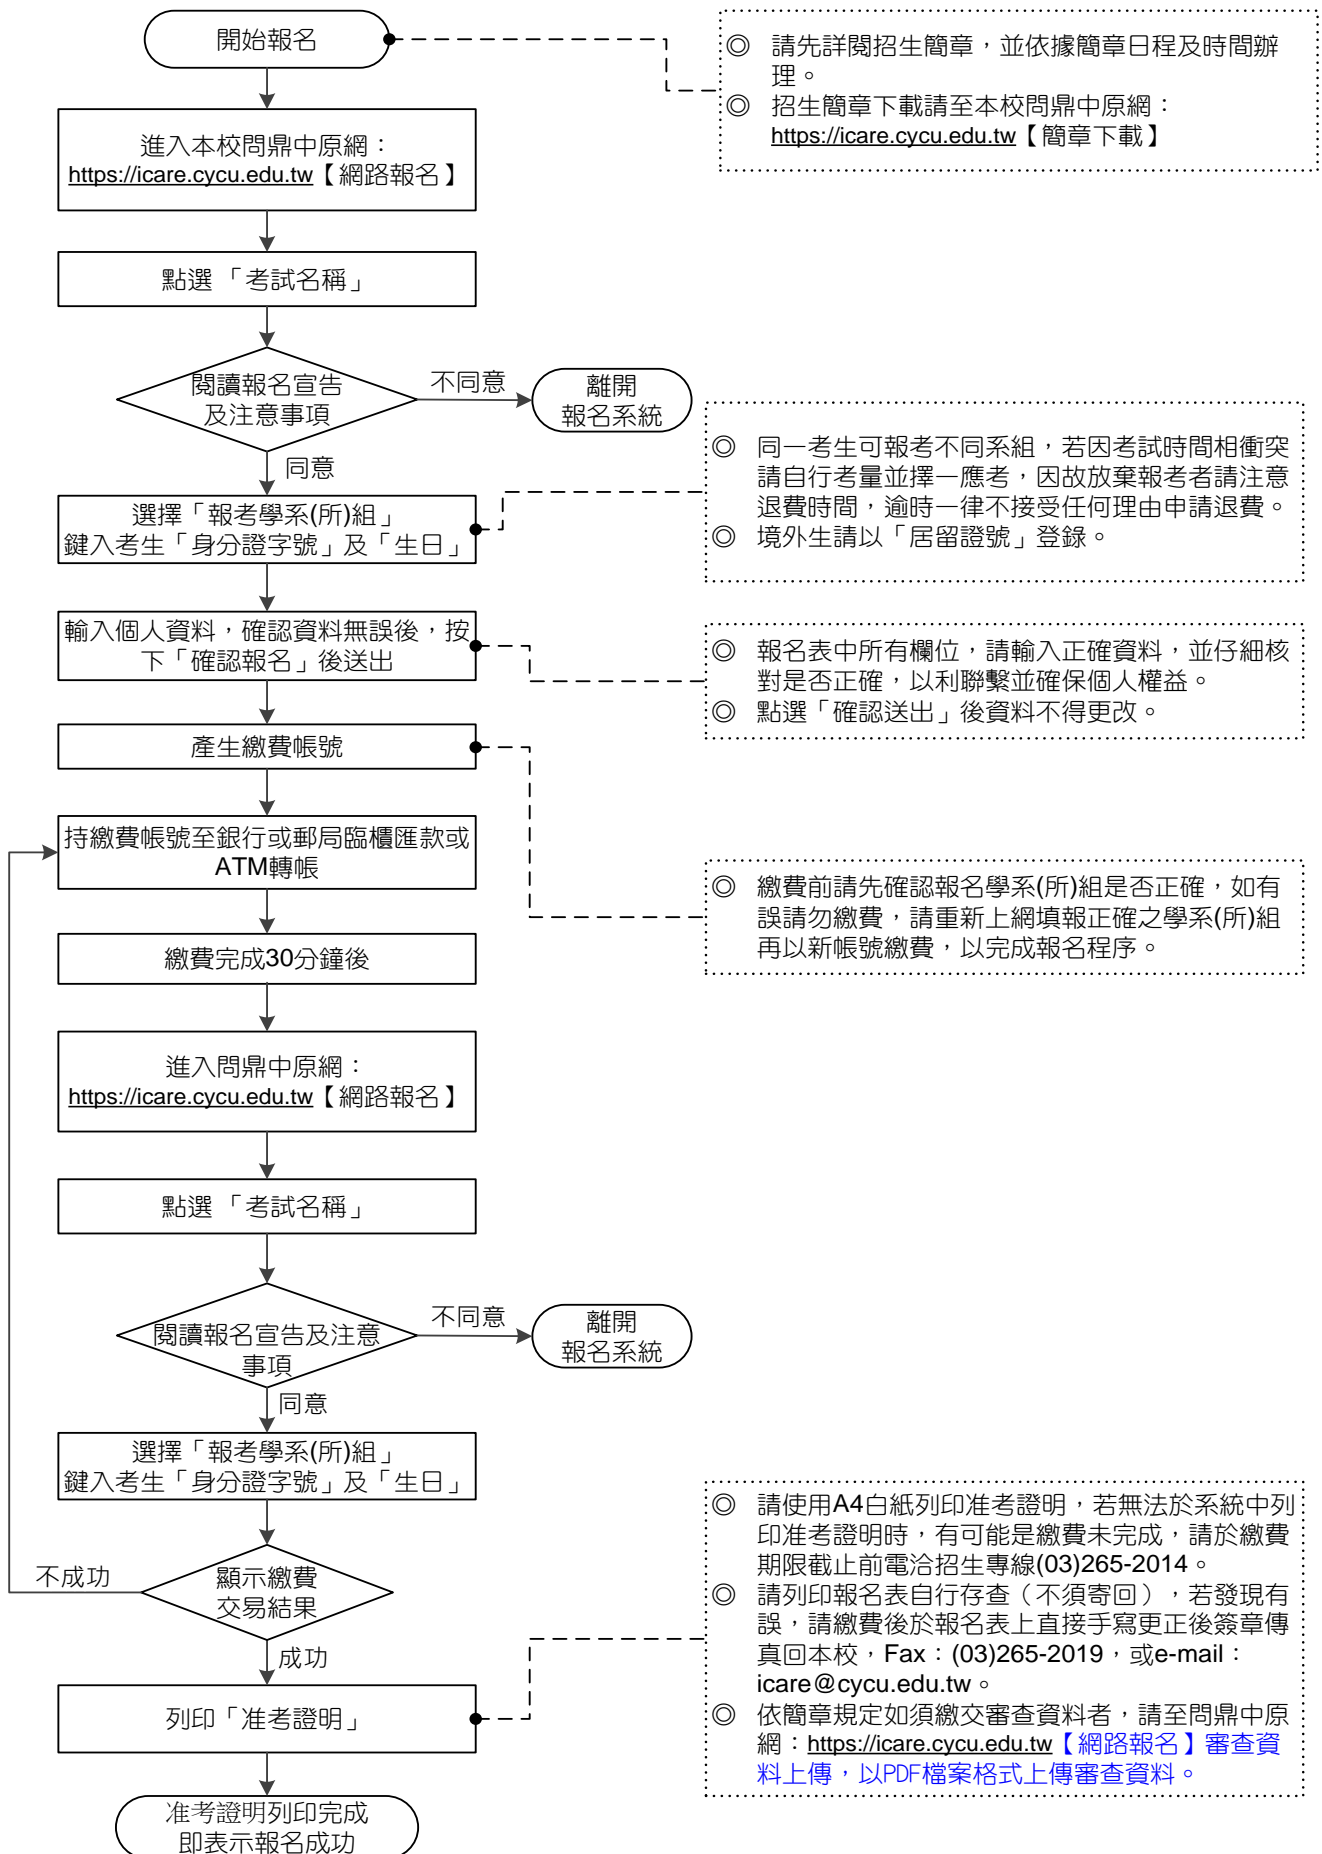 開始報名
◎ 請先詳閱招生簡章，並依據簡章日程及時間辦
理。
◎ 招生簡章下載請至本校問鼎中原網：
https://icare.cycu.edu.tw【簡章下載】
進入本校問鼎中原網：
https://icare.cycu.edu.tw【網路報名】
點選 「考試名稱」
閱讀報名宣告
及注意事項
不同意
離開
報名系統
同意
◎ 同一考生可報考不同系組，若因考試時間相衝突
請自行考量並擇一應考，因故放棄報考者請注意
退費時間，逾時一律不接受任何理由申請退費。
◎ 境外生請以「居留證號」登錄。
選擇「報考學系(所)組」
鍵入考生「身分證字號」及「生日」
輸入個人資料，確認資料無誤後，按
下「確認報名」後送出
◎ 報名表中所有欄位，請輸入正確資料，並仔細核
對是否正確，以利聯繫並確保個人權益。
◎ 點選「確認送出」後資料不得更改。
產生繳費帳號
持繳費帳號至銀行或郵局臨櫃匯款或
ATM轉帳
◎ 繳費前請先確認報名學系(所)組是否正確，如有
誤請勿繳費，請重新上網填報正確之學系(所)組
再以新帳號繳費，以完成報名程序。
繳費完成30分鐘後
進入問鼎中原網：
https://icare.cycu.edu.tw【網路報名】
點選 「考試名稱」
閱讀報名宣告及注意
事項
不同意
離開
報名系統
同意
選擇「報考學系(所)組」
鍵入考生「身分證字號」及「生日」
顯示繳費
交易結果
不成功
成功
◎ 請使用A4白紙列印准考證明，若無法於系統中列
印准考證明時，有可能是繳費未完成，請於繳費
期限截止前電洽招生專線(03)265-2014。
◎ 請列印報名表自行存查（不須寄回），若發現有
誤，請繳費後於報名表上直接手寫更正後簽章傳
真回本校，Fax：(03)265-2019，或e-mail：
icare@cycu.edu.tw。
◎ 依簡章規定如須繳交審查資料者，請至問鼎中原
網：https://icare.cycu.edu.tw【網路報名】審查資
料上傳，以PDF檔案格式上傳審查資料。
列印「准考證明」
准考證明列印完成
即表示報名成功